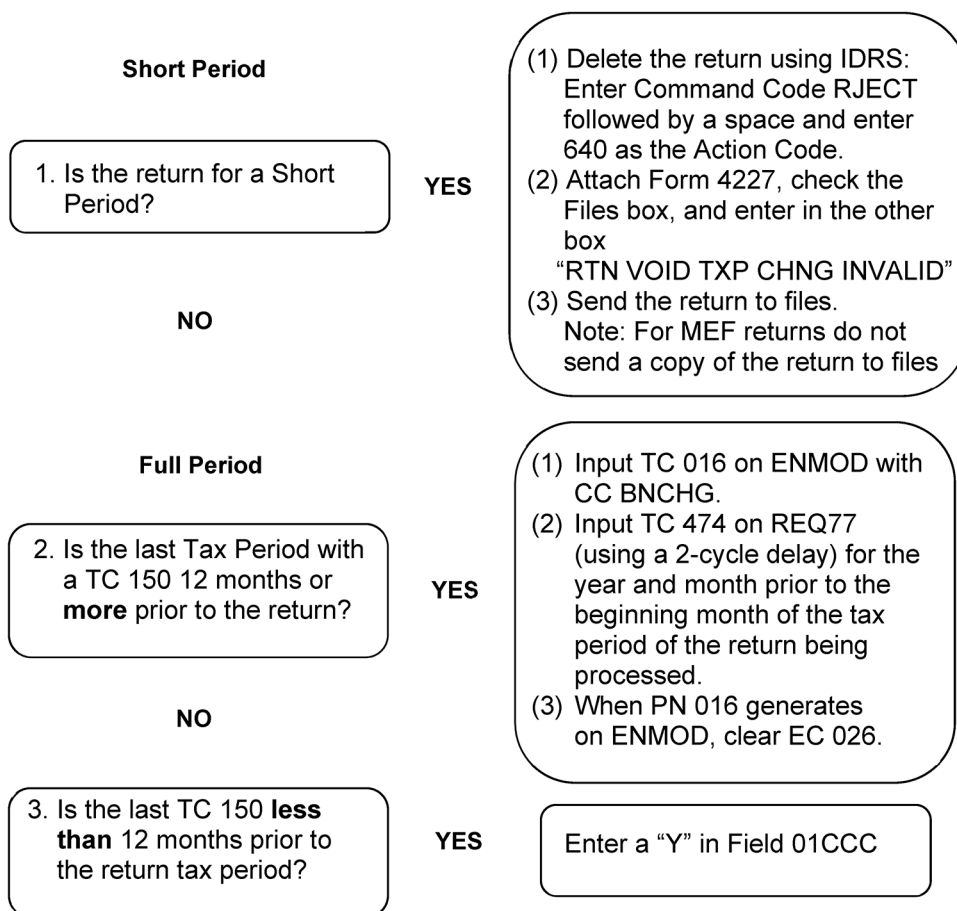 Short Period
1. Is the return for a Short
Period?
YES
(1) Delete the return using IDRS:
Enter Command Code RJECT
followed by a space and enter
640 as the Action Code.
(2) Attach Form 4227, check the
Files box, and enter in the other
box
“RTN VOID TXP CHNG INVALID”
(3) Send the return to files.
Note: For MEF returns do not
send a copy of the return to files
NO
Full Period
2. Is the last Tax Period with
a TC 150 12 months or
more prior to the return?
YES
(1) Input TC 016 on ENMOD with
CC BNCHG.
(2) Input TC 474 on REQ77
(using a 2-cycle delay) for the
year and month prior to the
beginning month of the tax
period of the return being
processed.
(3) When PN 016 generates
on ENMOD, clear EC 026.
NO
3. Is the last TC 150 less
than 12 months prior to
the return tax period?
YES
Enter a “Y” in Field 01CCC